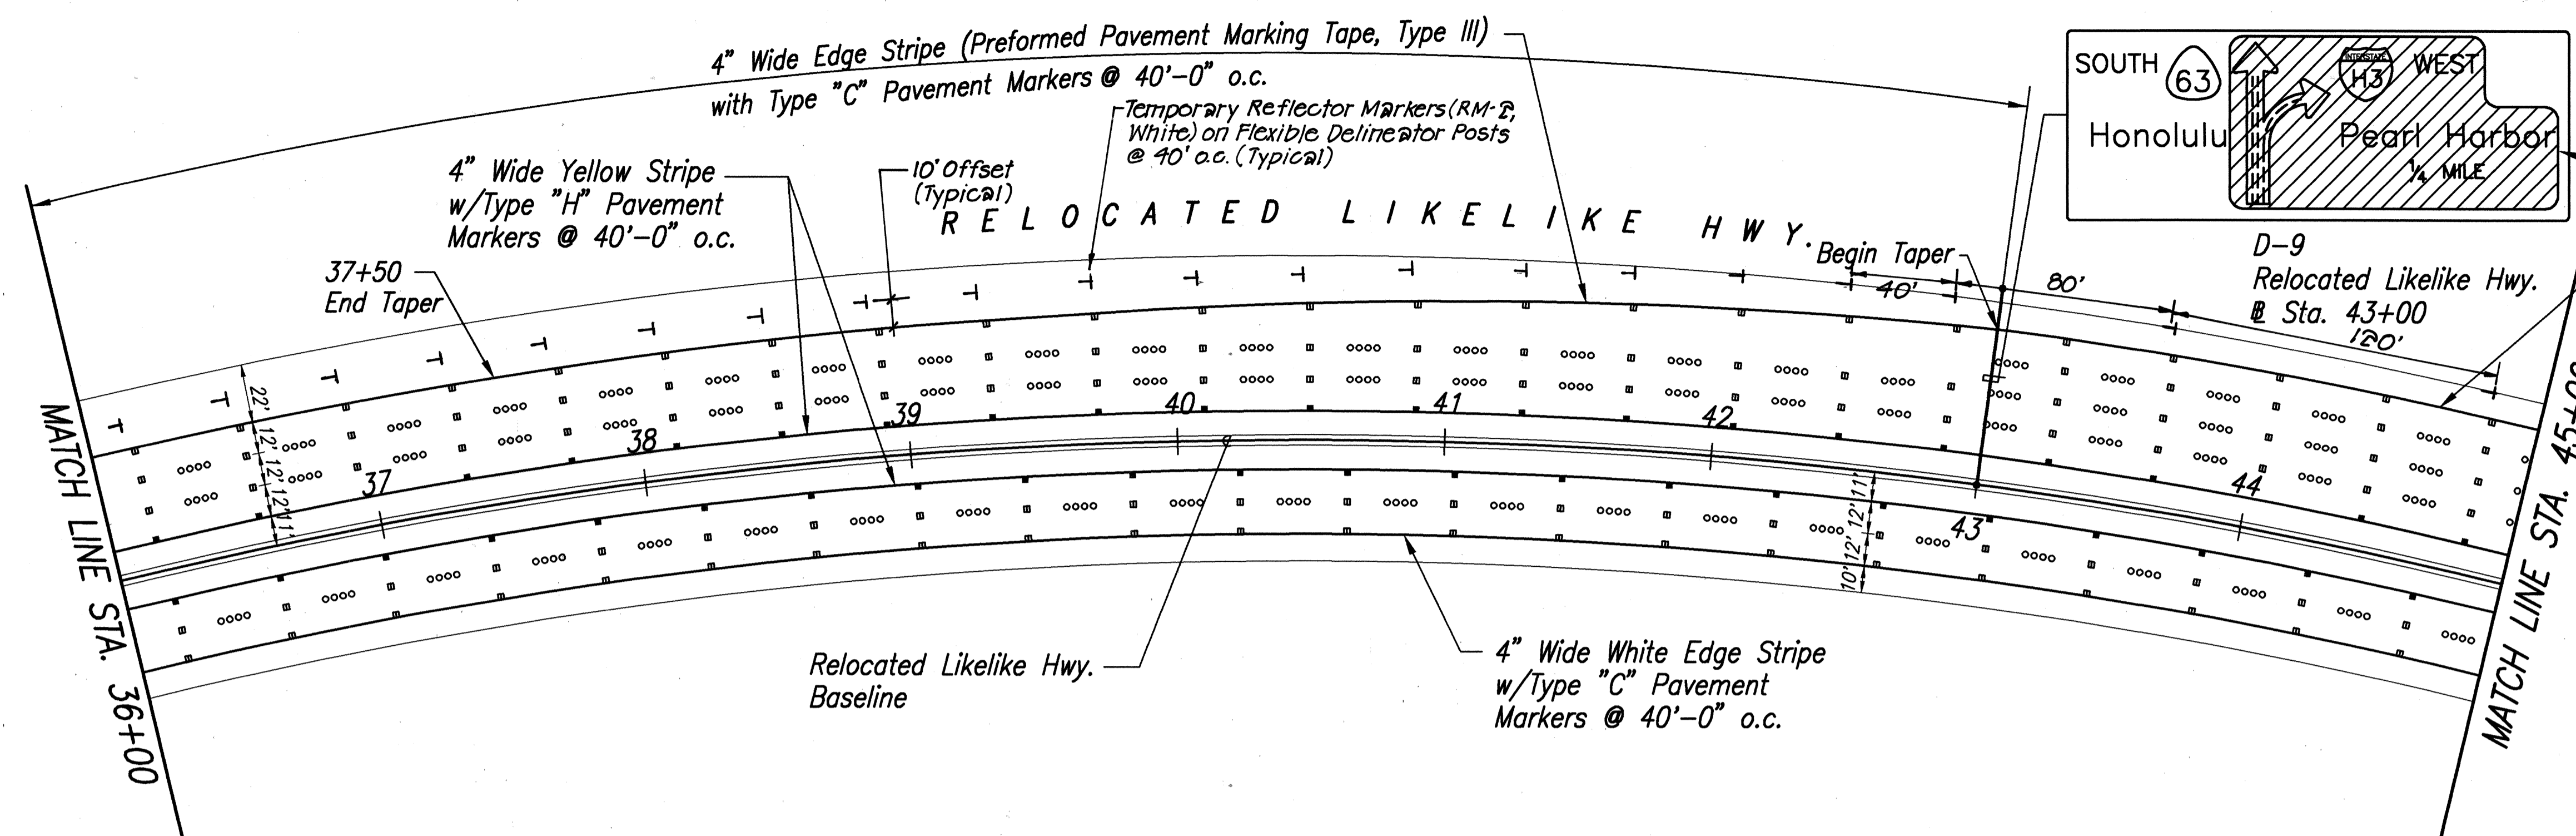 4" Wide Edge Stripe (Preformed Pavement Marking Tape, Type III)
with Type "C" Pavement Markers @ 40'-0" o.c.
Temporary Reflector Markers (RM-2,
White) on Flexible Delineator Posts
@ 40' o.c. (Typical)
4" Wide Yellow Stripe
w/Type "H" Pavement
Markers @ 40'-0" o.c.
10' Offset
(Typical)
RELOCATED LIKELIKE HWY.
Begin Taper
40'
80'
120'
SOUTH 63
Honolulu
INTERSTATE
H3 WEST
Pearl Harbor
1/4 MILE
D-9
Relocated Likelike Hwy.
℄ Sta. 43+00
37+50
End Taper
22'
12'
12'
12'
11'
37
38
39
40
41
42
43
44
11'
12'
12'
10'
MATCH LINE STA. 36+00
MATCH LINE STA. 45+00
Relocated Likelike Hwy.
Baseline
4" Wide White Edge Stripe
w/Type "C" Pavement
Markers @ 40'-0" o.c.